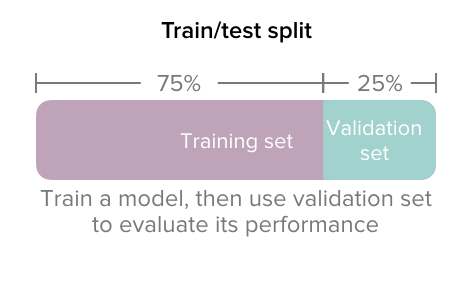 Train/test split
75% 25%
Training set
Validation
set
Train a model, then use validation set
to evaluate its performance